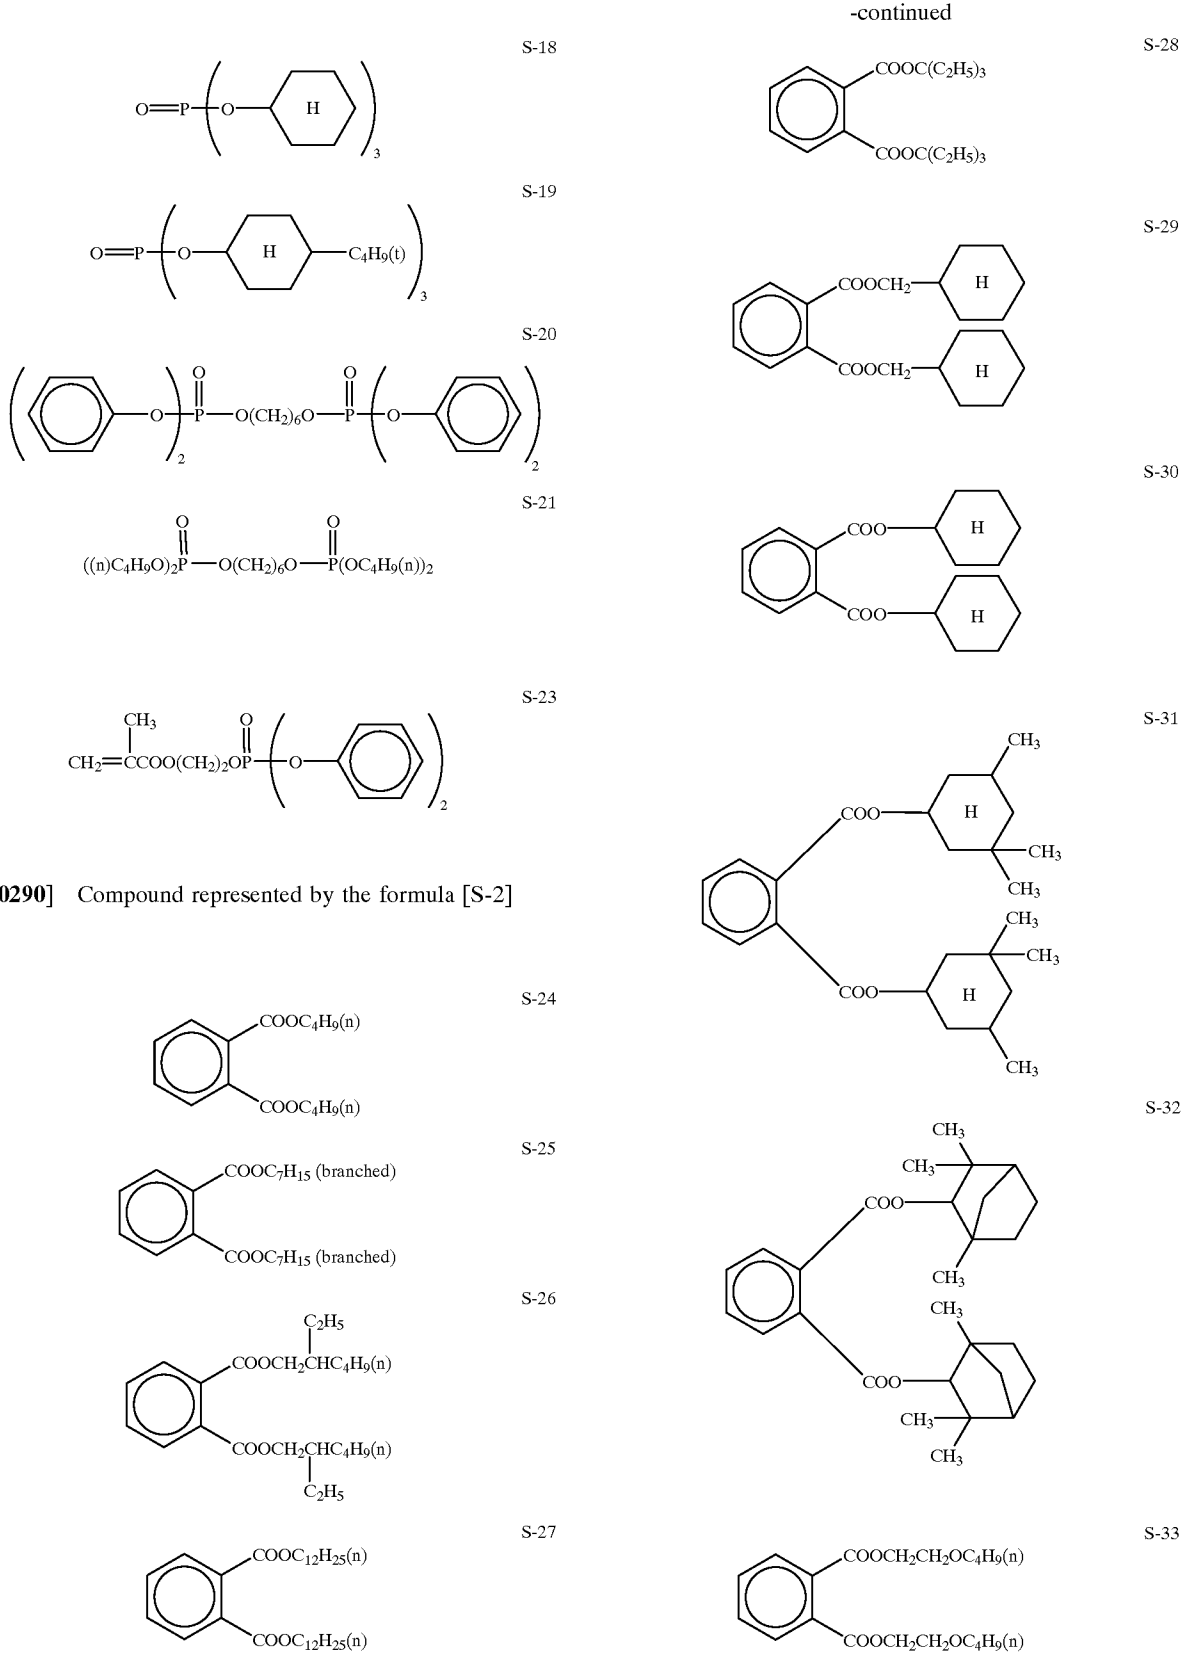 S-18
O=P
O
H
3
S-19
O=P
O
H
C4H9(t)
3
S-20
O
O
O
P
O(CH2)6O
P
O
2
2
S-21
O
O
((n)C4H9O)2P
O(CH2)6O
P(OC4H9(n))2
S-23
CH3
O
CH2=CCOO(CH2)2OP
O
2
0290] Compound represented by the formula [S-2]
S-24
COOC4H9(n)
COOC4H9(n)
S-25
COOC7H15 (branched)
COOC7H15 (branched)
S-26
C2H5
COOCH2CHC4H9(n)
COOCH2CHC4H9(n)
C2H5
S-27
COOC12H25(n)
COOC12H25(n)
-continued
S-28
COOC(C2H5)3
COOC(C2H5)3
S-29
COOCH2
H
COOCH2
H
S-30
COO
H
COO
H
S-31
CH3
COO
H
CH3
CH3
CH3
CH3
COO
H
CH3
S-32
CH3
CH3
COO
CH3
CH3
COO
CH3
CH3
S-33
COOCH2CH2OC4H9(n)
COOCH2CH2OC4H9(n)